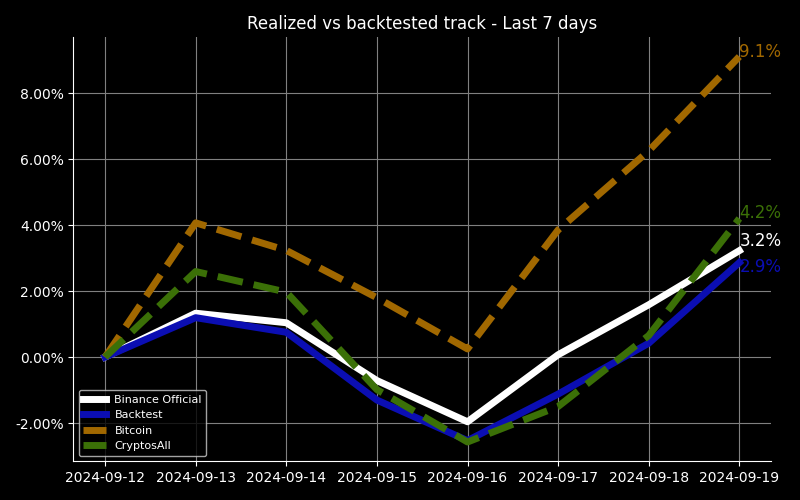 Realized vs backtested track - Last 7 days
9.1%
8.00%
6.00%
4.00%
4.2%
3.2%
2.9%
2.00%
0.00%
-2.00%
Binance Official
Backtest
Bitcoin
CryptosAll
2024-09-12 2024-09-13 2024-09-14 2024-09-15 2024-09-16 2024-09-17 2024-09-18 2024-09-19